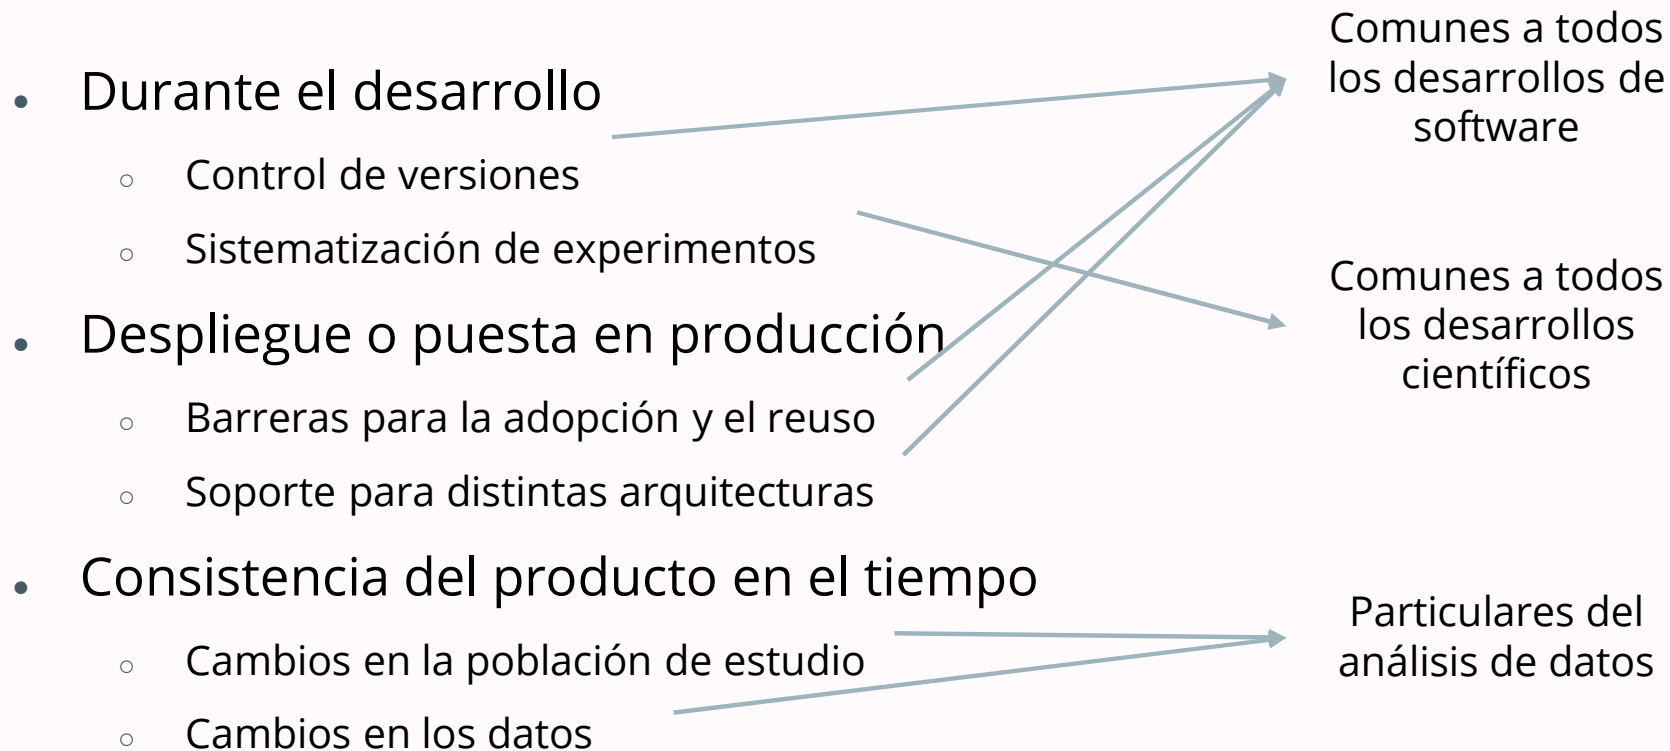 Durante el desarrollo
Control de versiones
Sistematización de experimentos
Despliegue o puesta en producción
Barreras para la adopción y el reuso
Soporte para distintas arquitecturas
Consistencia del producto en el tiempo
Cambios en la población de estudio
Cambios en los datos
Comunes a todos
los desarrollos de
software
Comunes a todos
los desarrollos
científicos
Particulares del
análisis de datos